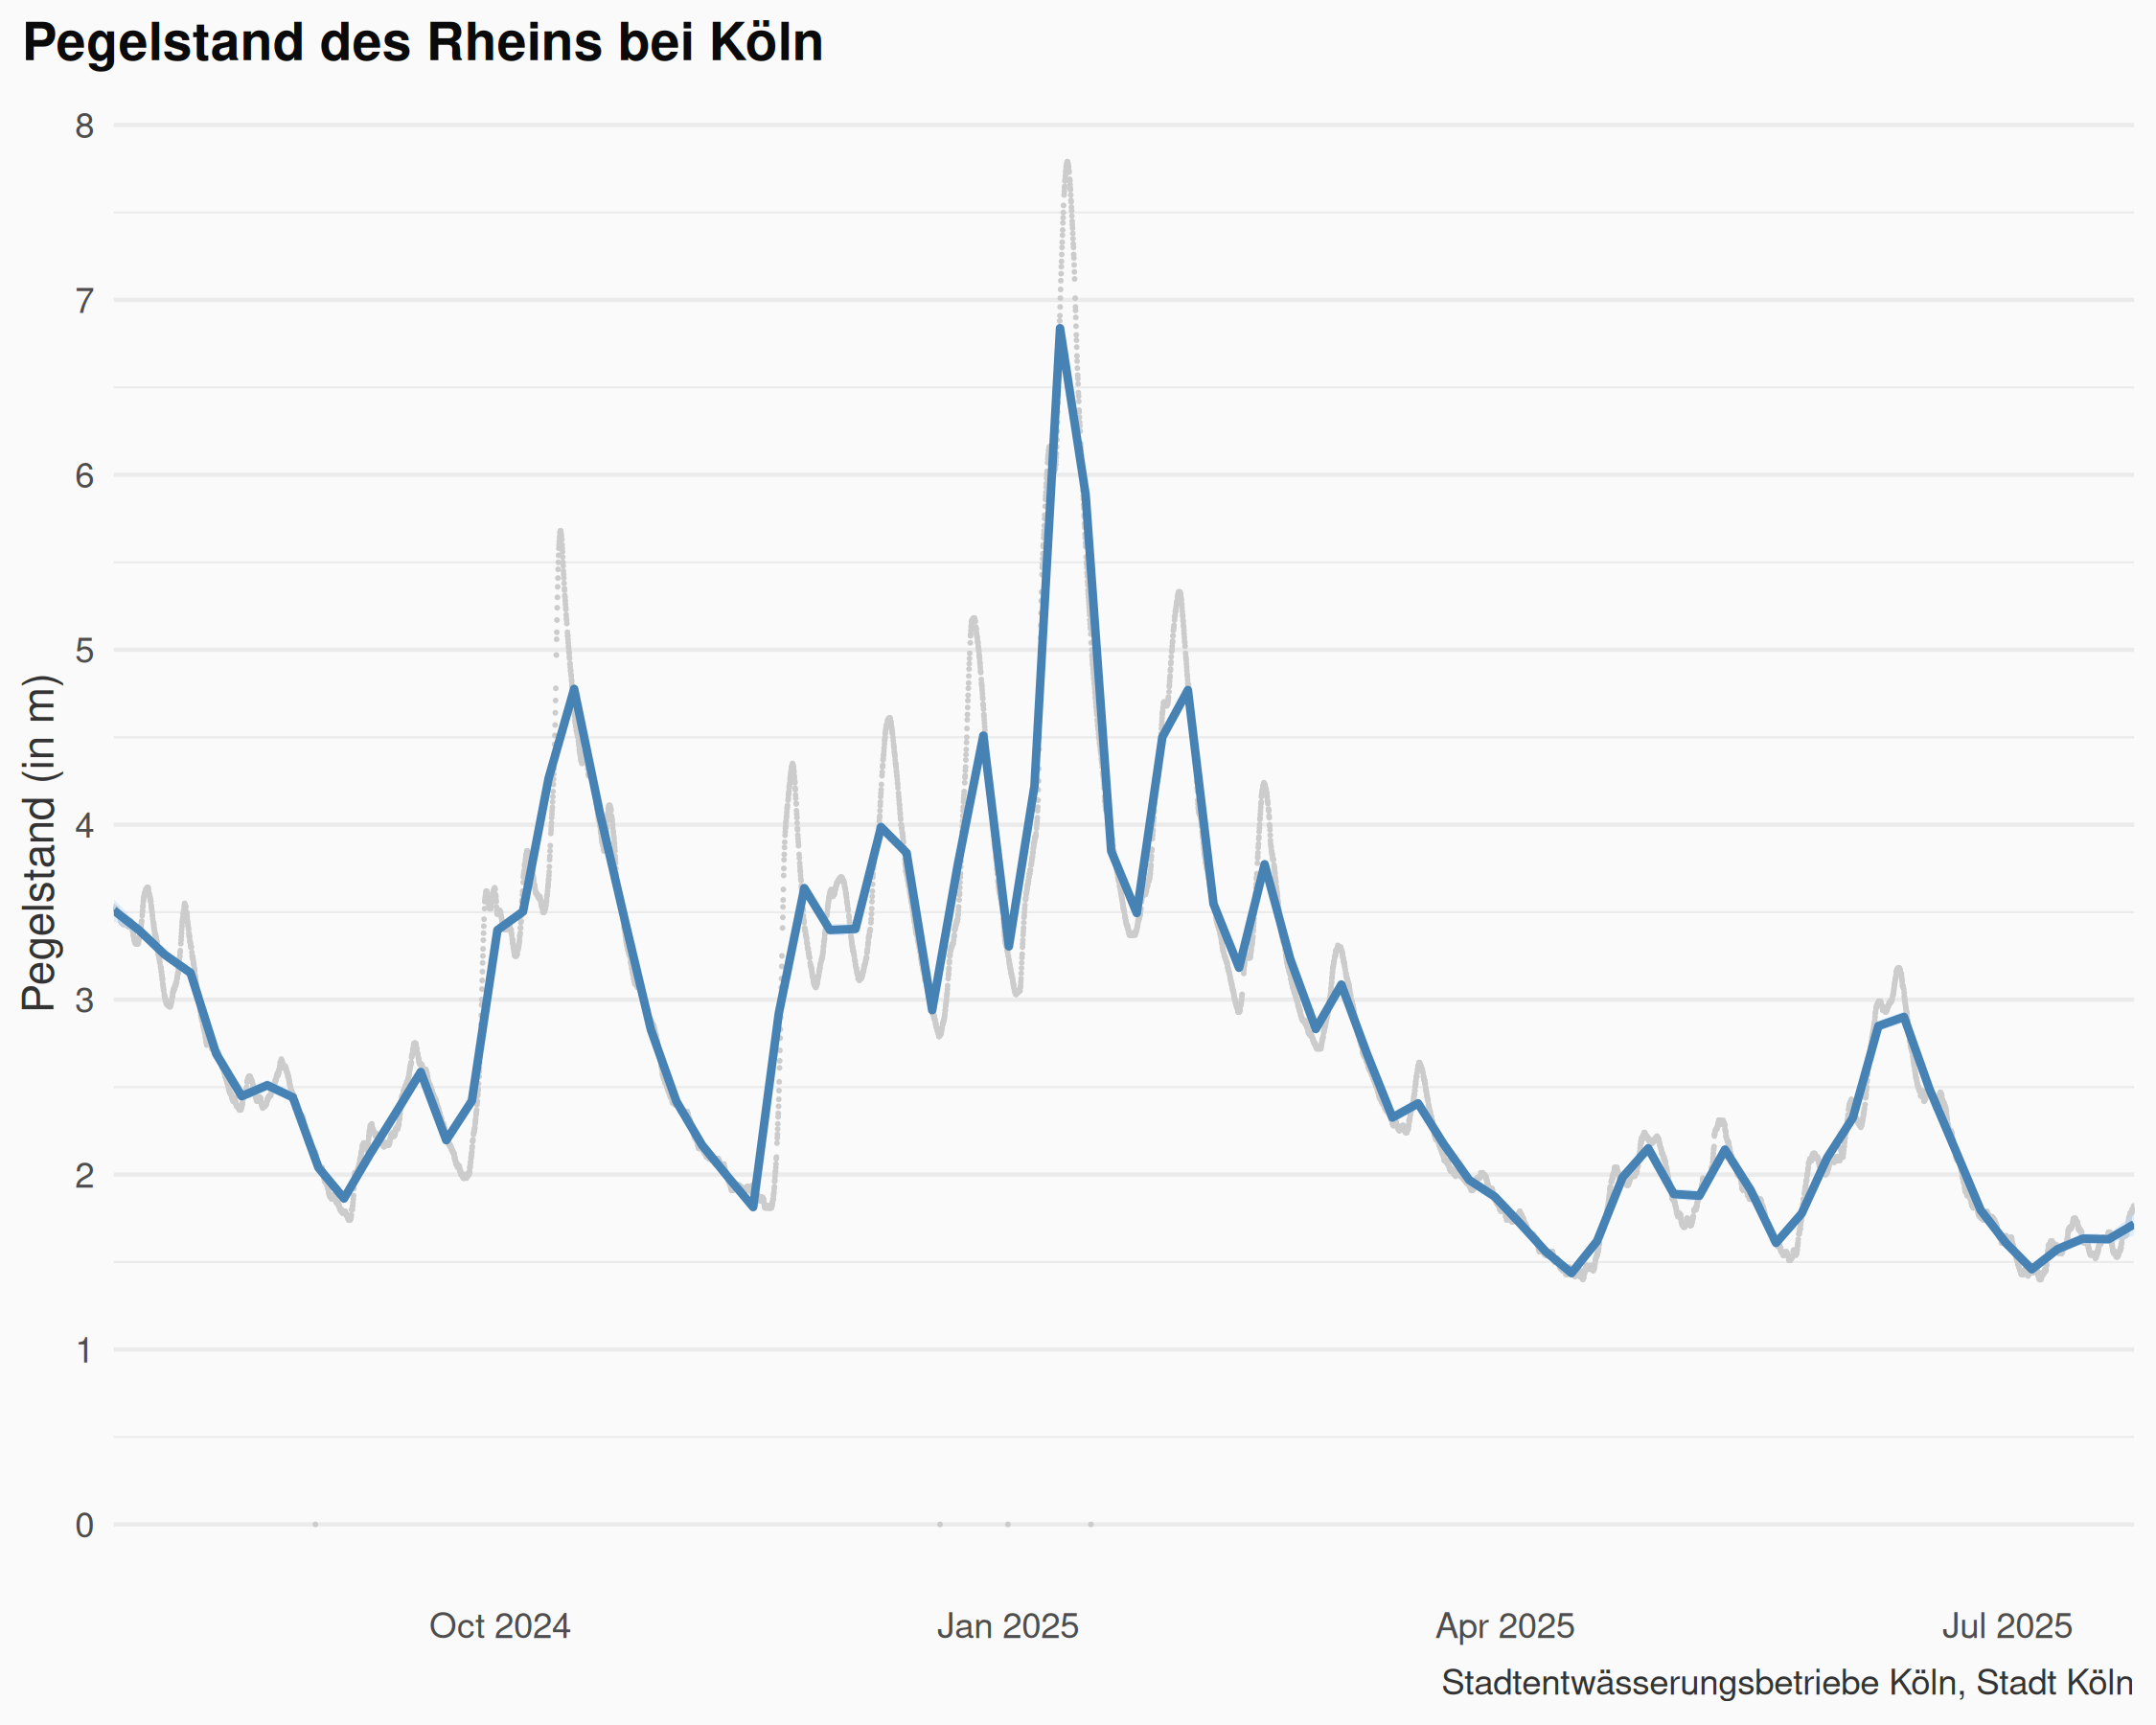 Pegelstand des Rheins bei Köln
8
7
6
5
4
3
2
1
0
Pegelstand (in m)
Oct 2024 Jan 2025 Apr 2025 Jul 2025
Stadtentwässerungsbetriebe Köln, Stadt Köln